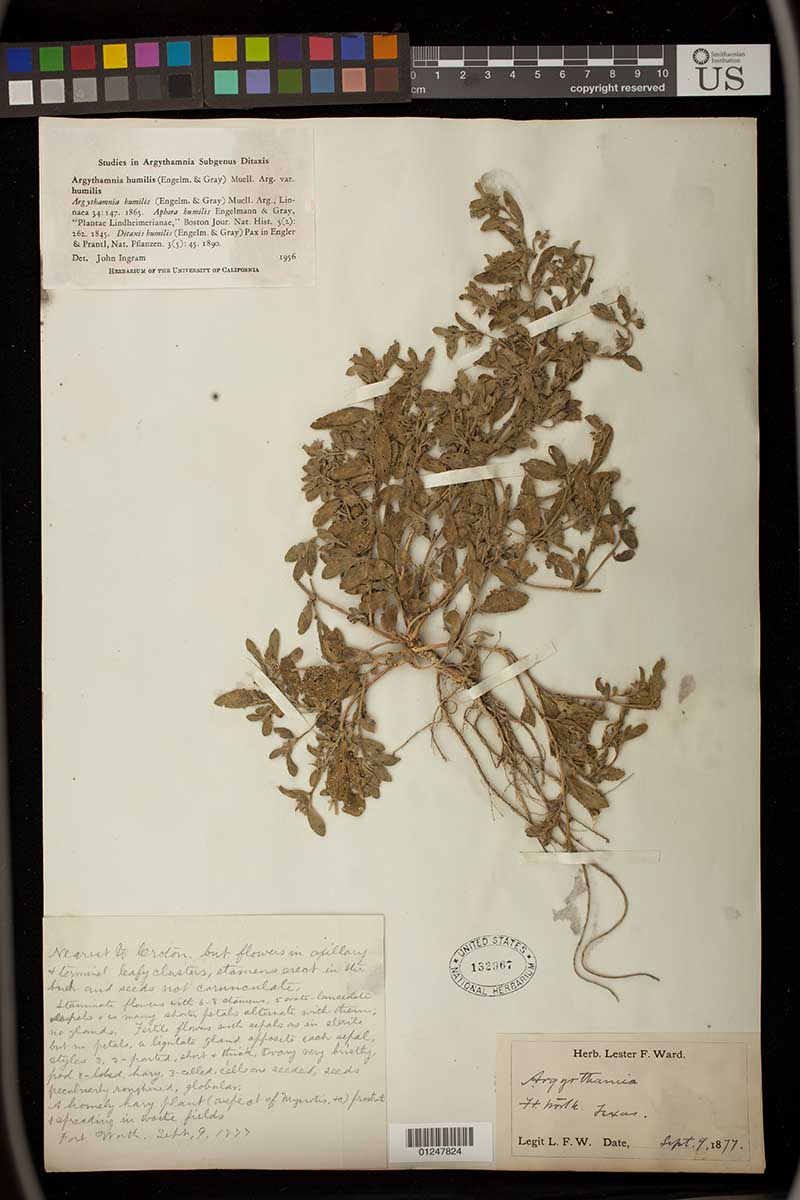 0 1 2 3 4 5 6 7 8 9 10
cm
copyright reserved
Smithsonian
Institution
US
Studies in Argythamnia Subgenus Ditaxis
Argythamnia humilis (Engelm. & Gray) Muell. Arg. var.
humilis
Argythamnia humilis (Engelm. & Gray) Muell. Arg., Lin-
naea 34: 147. 1865. Aphora humilis Engelmann & Gray,
"Plantae Lindheimerianae," Boston Jour. Nat. Hist. 5(2):
262. 1845. Ditaxis humilis (Engelm. & Gray) Pax in Engler
& Prantl, Nat. Pflanzen. 3(5): 45. 1890.
Det. John Ingram 1956
Herbarium of the University of California
Nearest to Croton, but flowers in axillary
& terminal leafy clusters, stamens erect in the
bud and seeds not carunculate.
Staminate flowers with 6-8 stamens, 5 ovate-lanceolate
sepals & as many shorter petals alternate with them,
no glands. Fertile flowers with sepals as in sterile
but no petals, a ligulate gland opposite each sepal,
styles 3, 2-parted, short & thick, ovary very bristly,
pod 3-lobed, hairy, 3-celled, cells one seeded, seeds
peculiarly roughened, globular.
A homely hairy plant (aspect of Myosotis, &c) prostrate
& spreading in waste fields
Fort Worth. Sept. 9, 1877
UNITED STATES
132667
NATIONAL HERBARIUM
01247824
Herb. Lester F. Ward.
Argyothamia
Ft. Worth. Texas.
Legit L. F. W. Date, Sept. 9, 1877.